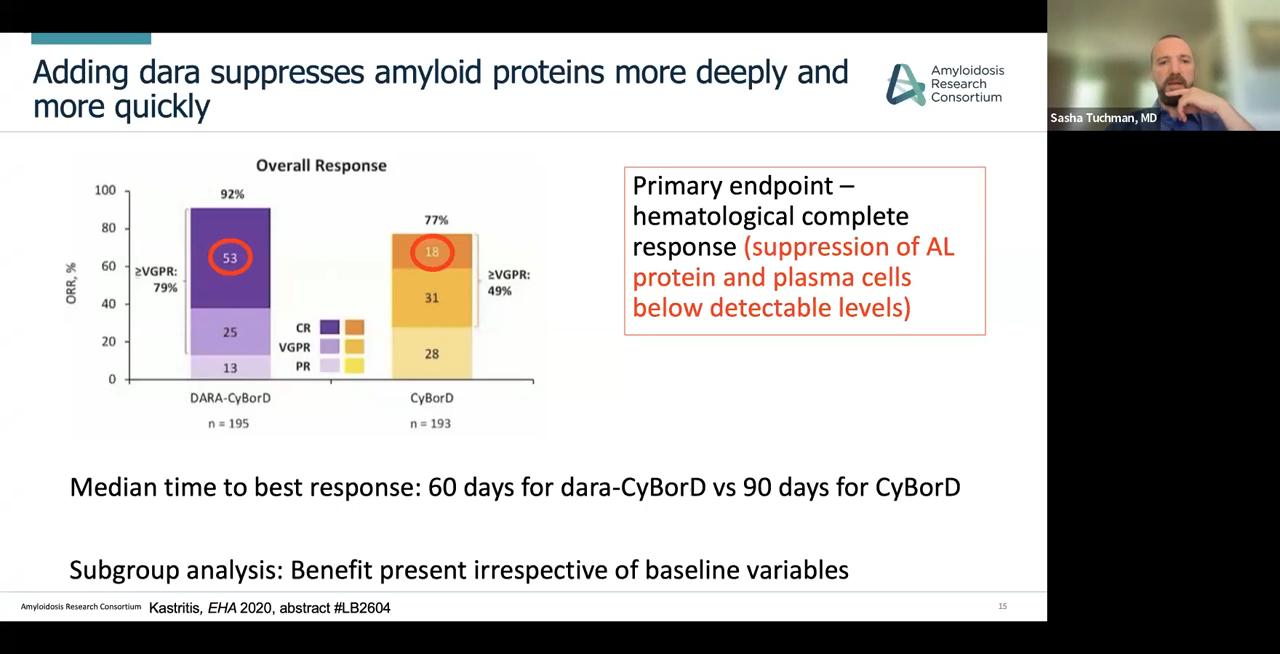 Adding dara suppresses amyloid proteins more deeply and
more quickly
Amyloidosis
Research
Consortium
Sasha Tuchman, MD
Overall Response
ORR, %
100
80
60
40
20
0
92%
≥VGPR:
79%
53
25
13
77%
18
31
28
≥VGPR:
49%
CR
VGPR
PR
DARA-CyBorD
CyBorD
n = 195
n = 193
Primary endpoint –
hematological complete
response (suppression of AL
protein and plasma cells
below detectable levels)
Median time to best response: 60 days for dara-CyBorD vs 90 days for CyBorD
Subgroup analysis: Benefit present irrespective of baseline variables
Amyloidosis Research Consortium
Kastritis, EHA 2020, abstract #LB2604
15